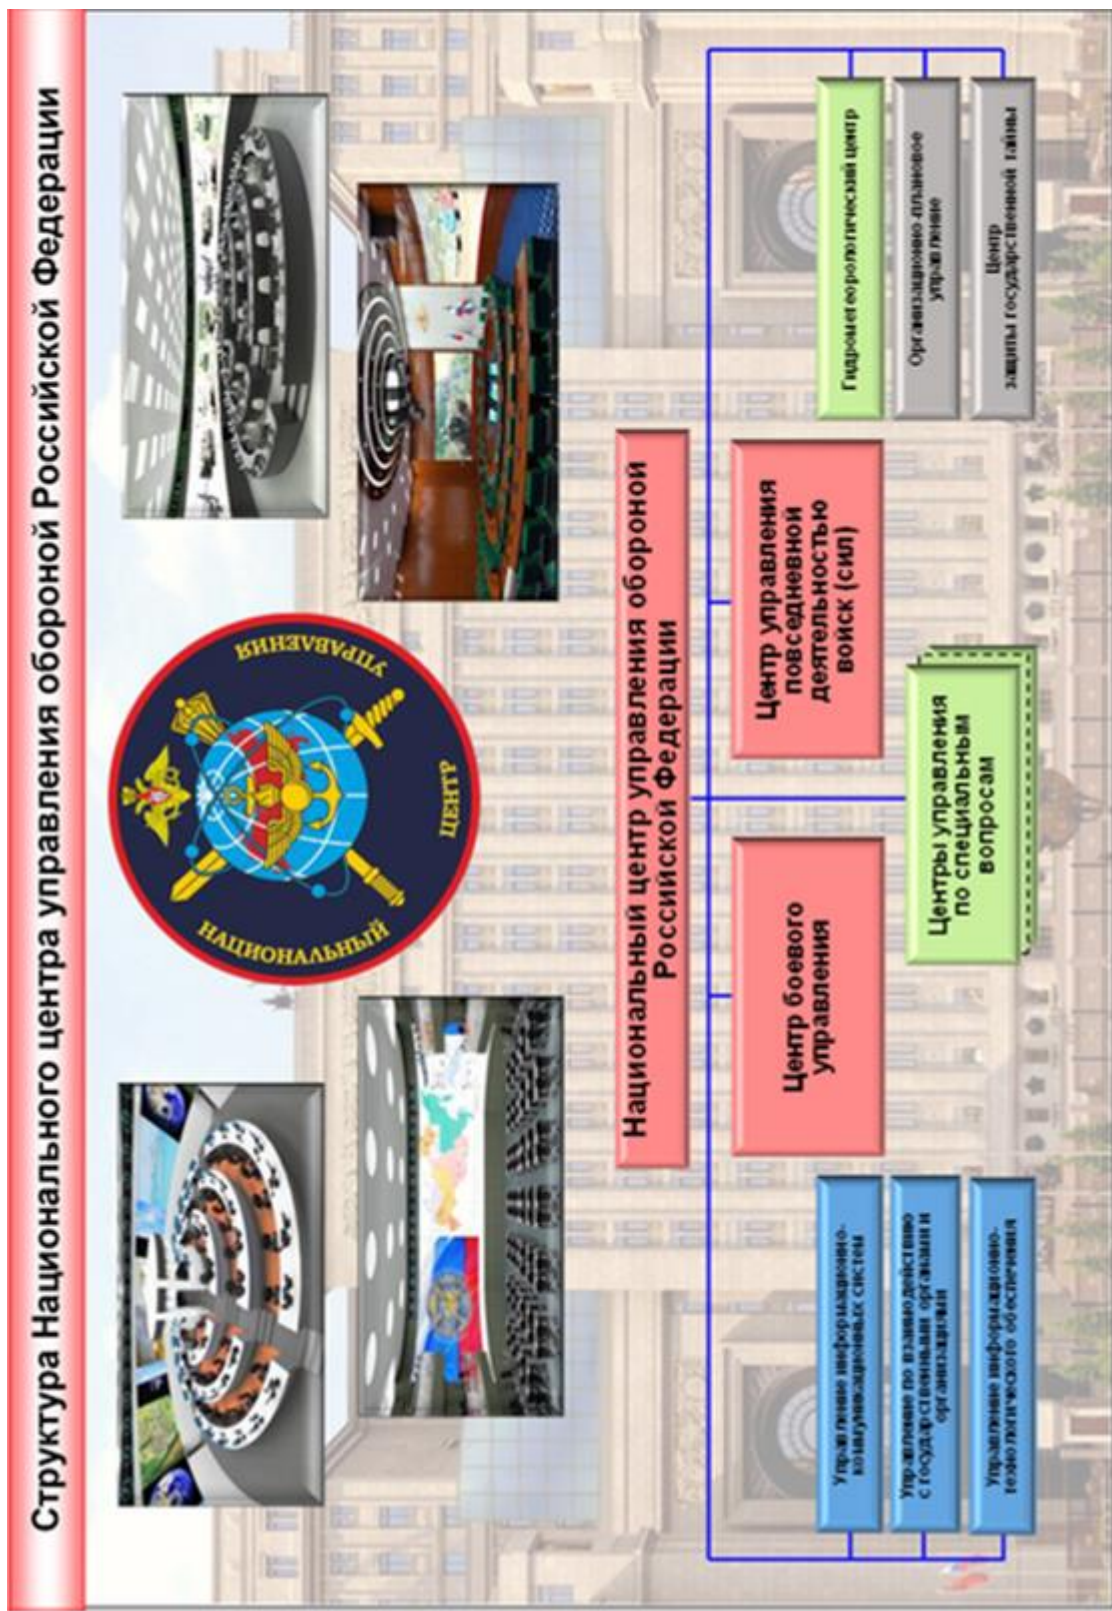 Структура Национального центра управления обороной Российской Федерации
НАЦИОНАЛЬНЫЙ
ЦЕНТР
УПРАВЛЕНИЯ
Национальный центр управления обороной
Российской Федерации
Центр боевого
управления
Центр управления
повседневной
деятельностью
войск (сил)
Управление информационно-
коммуникационных систем
Управление по взаимодействию
с государственными органами и
организациями
Управление информационно-
технологического обеспечения
Центры управления
по специальным
вопросам
Гидрометеорологический центр
Организационно-плановое
управление
Центр
защиты государственной тайны